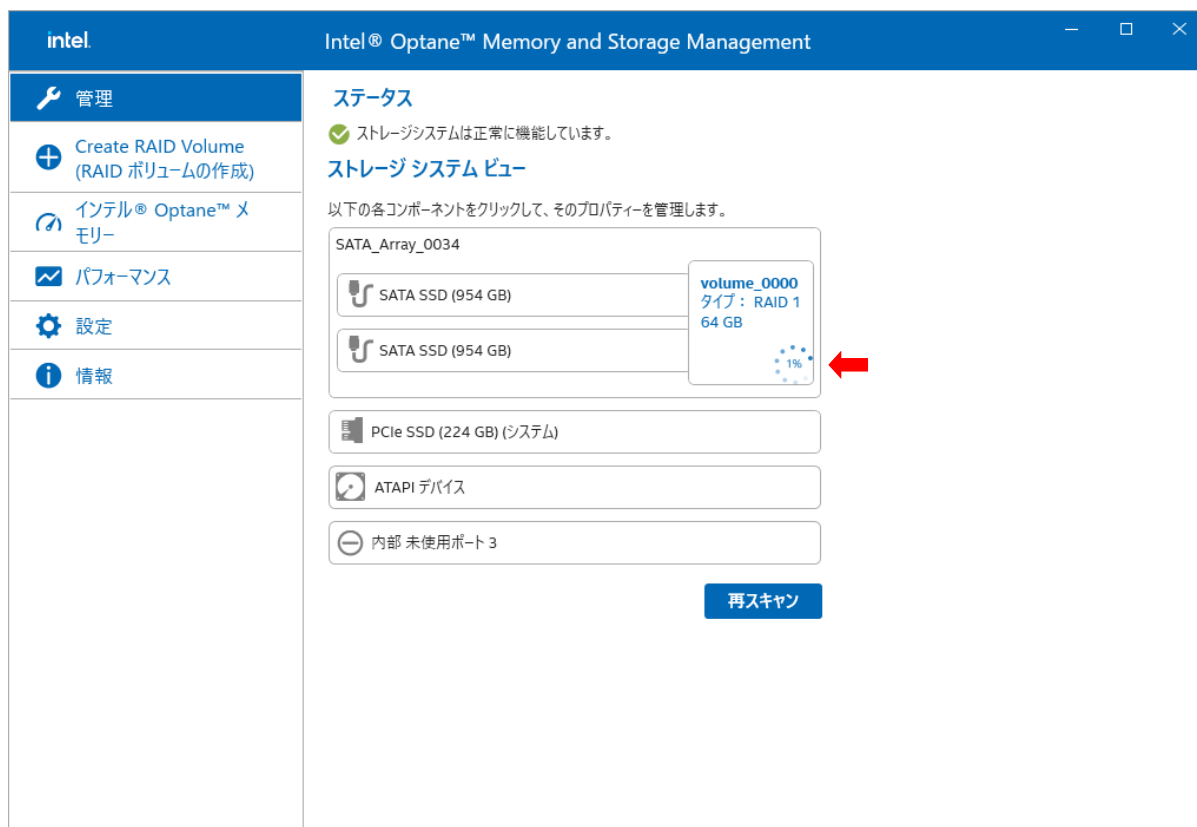 intel.
Intel® Optane™ Memory and Storage Management
管理
Create RAID Volume
(RAID ボリュームの作成)
インテル® Optane™ メ
モリー
パフォーマンス
設定
情報
ステータス
ストレージシステムは正常に機能しています。
ストレージ システム ビュー
以下の各コンポーネントをクリックして、そのプロパティーを管理します。
SATA_Array_0034
SATA SSD (954 GB)
SATA SSD (954 GB)
volume_0000
タイプ： RAID 1
64 GB
1%
PCIe SSD (224 GB) (システム)
ATAPI デバイス
内部 未使用ポート 3
再スキャン